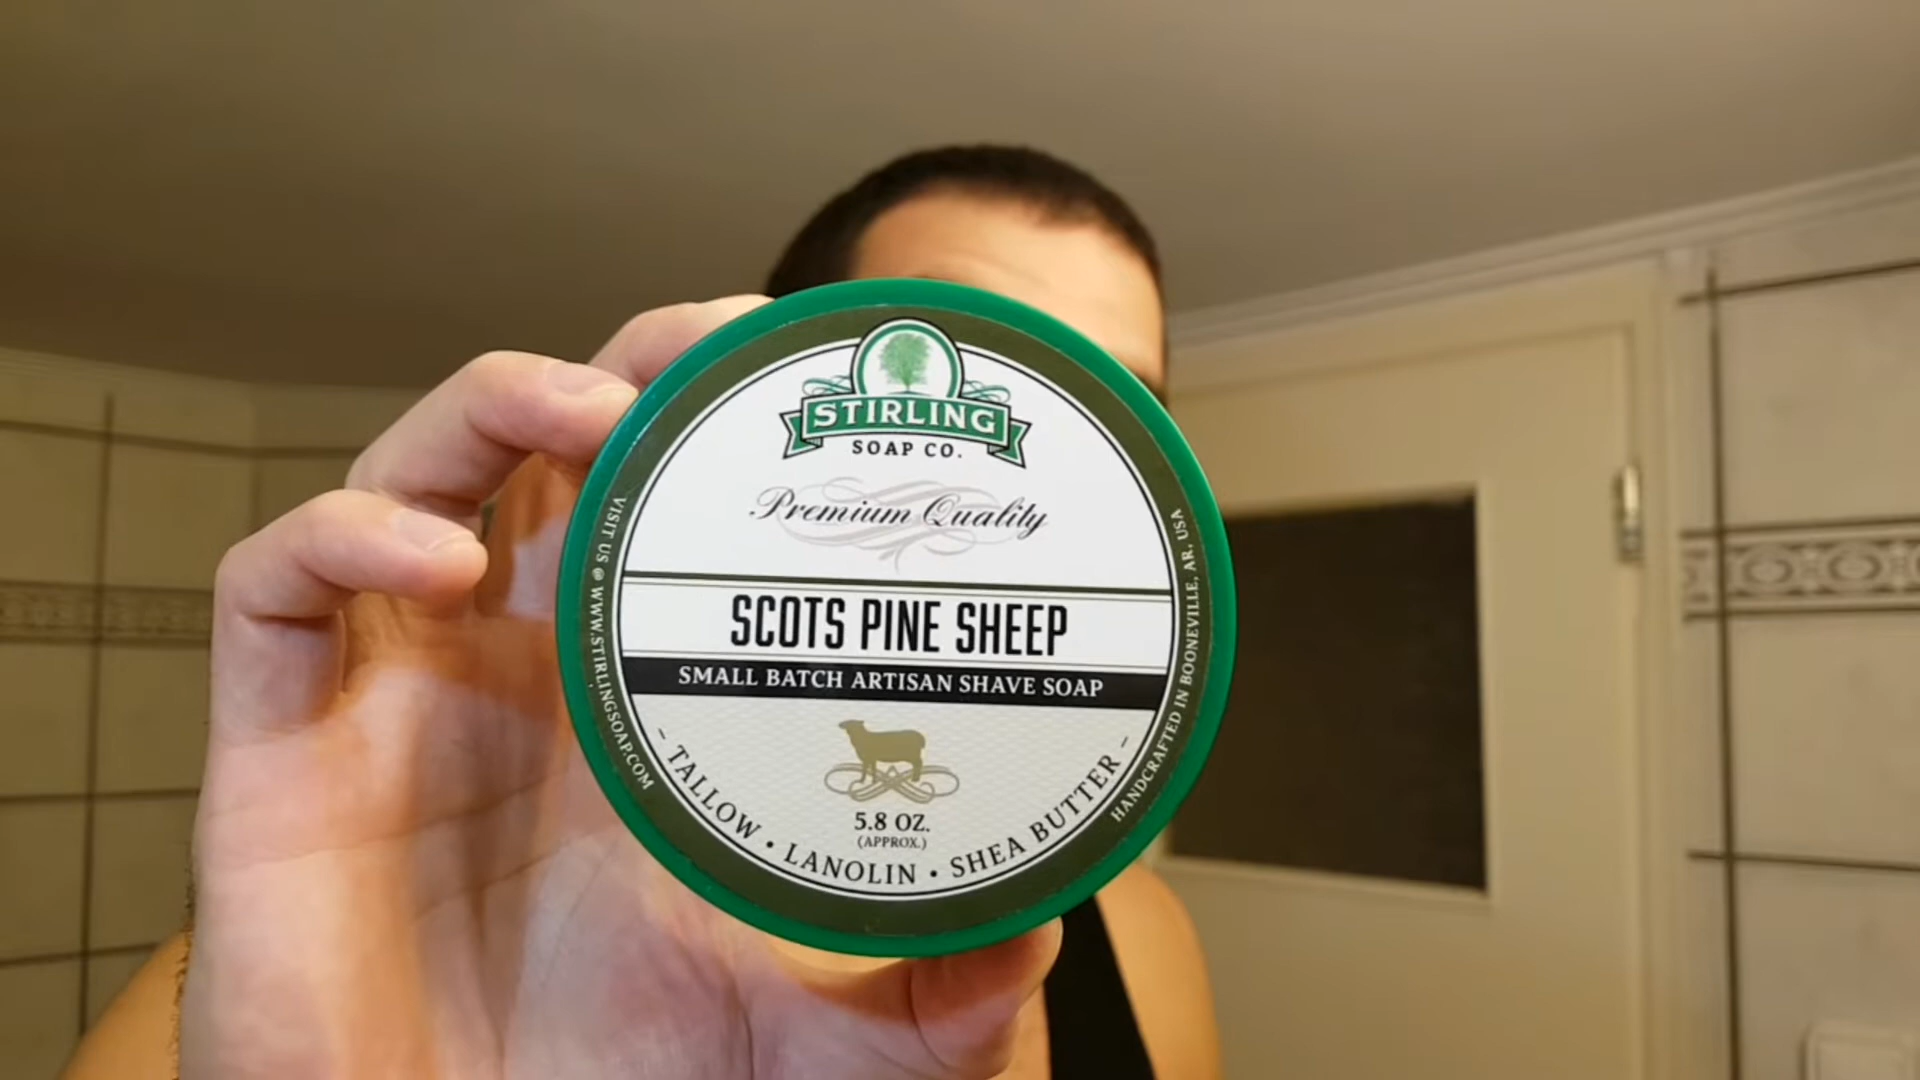 STIRLING
SOAP CO.
Premium Quality
SCOTS PINE SHEEP
SMALL BATCH ARTISAN SHAVE SOAP
5.8 OZ.
(APPROX.)
- TALLOW • LANOLIN • SHEA BUTTER -
VISIT US @ WWW.STIRLINGSOAP.COM
HANDCRAFTED IN BOONEVILLE, AR, USA